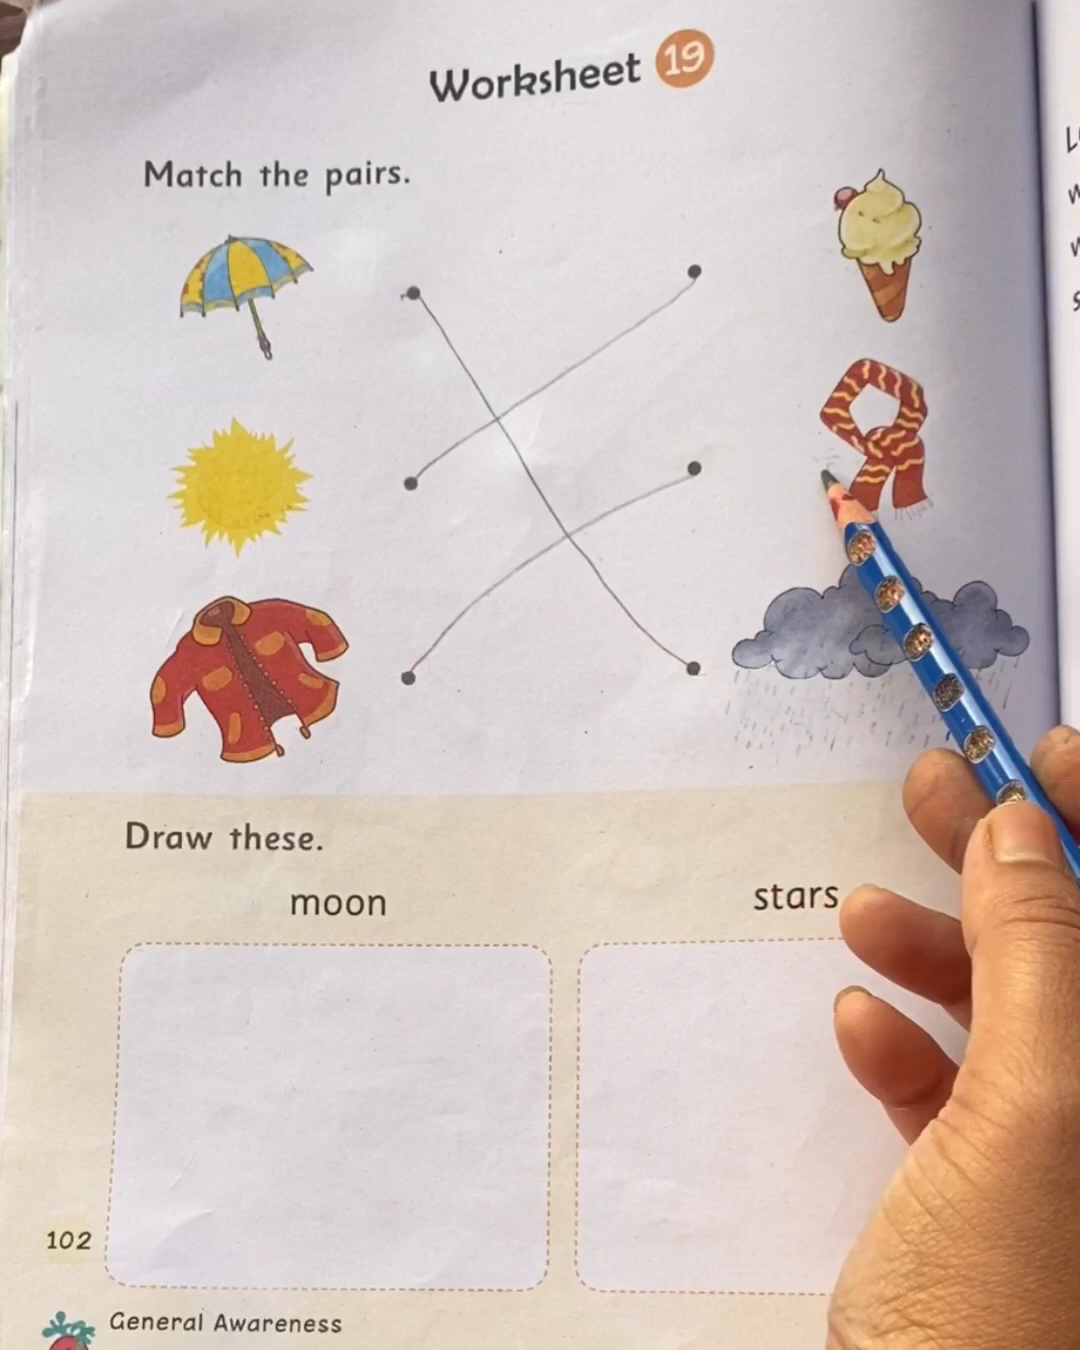 Worksheet 19
Match the pairs.
Draw these.
moon
stars
102
General Awareness